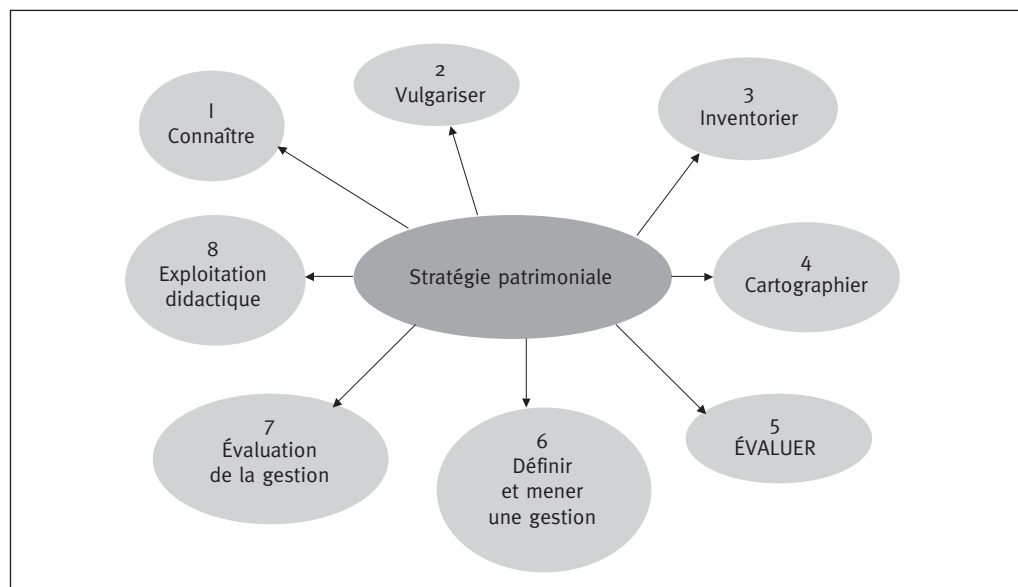 1
Connaître
2
Vulgariser
3
Inventorier
8
Exploitation
didactique
Stratégie patrimoniale
4
Cartographier
7
Évaluation
de la gestion
6
Définir
et mener
une gestion
5
ÉVALUER